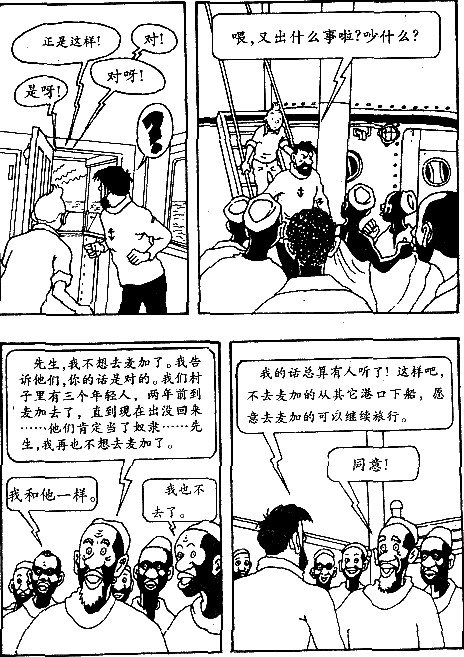 正是这样！
对！
对呀！
是呀！
？
喂，又出什么事啦？吵什么？
先生，我不想去麦加了。我告
诉他们，你的话是对的。我们村
子里有三个年轻人，两年前到
麦加去了，直到现在出没回来
……他们肯定当了奴隶……先
生，我再也不想去麦加了。
我和他一样。
我也不
去了。
我的话总算有人听了！这样吧，
不去麦加的从其它港口下船，愿
意去麦加的可以继续旅行。
同意！